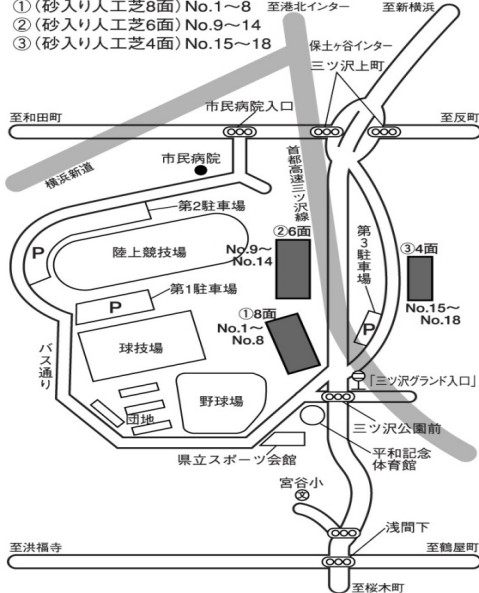 ①(砂入り人工芝8面)No.1〜8
②(砂入り人工芝6面)No.9〜14
③(砂入り人工芝4面)No.15〜18
至港北インター
至新横浜
保土ヶ谷インター
三ツ沢上町
市民病院入口
至和田町
至反町
市民病院
横浜新道
首都高速三ツ沢線
第2駐車場
P
陸上競技場
②6面
No.9〜
No.14
第3駐車場
③4面
No.15〜
No.18
第1駐車場
P
①8面
No.1〜
No.8
P
球技場
バス通り
「三ツ沢グランド入口」
野球場
団地
三ツ沢公園前
県立スポーツ会館
平和記念
体育館
宮谷小
文
浅間下
至洪福寺
至鶴屋町
至桜木町